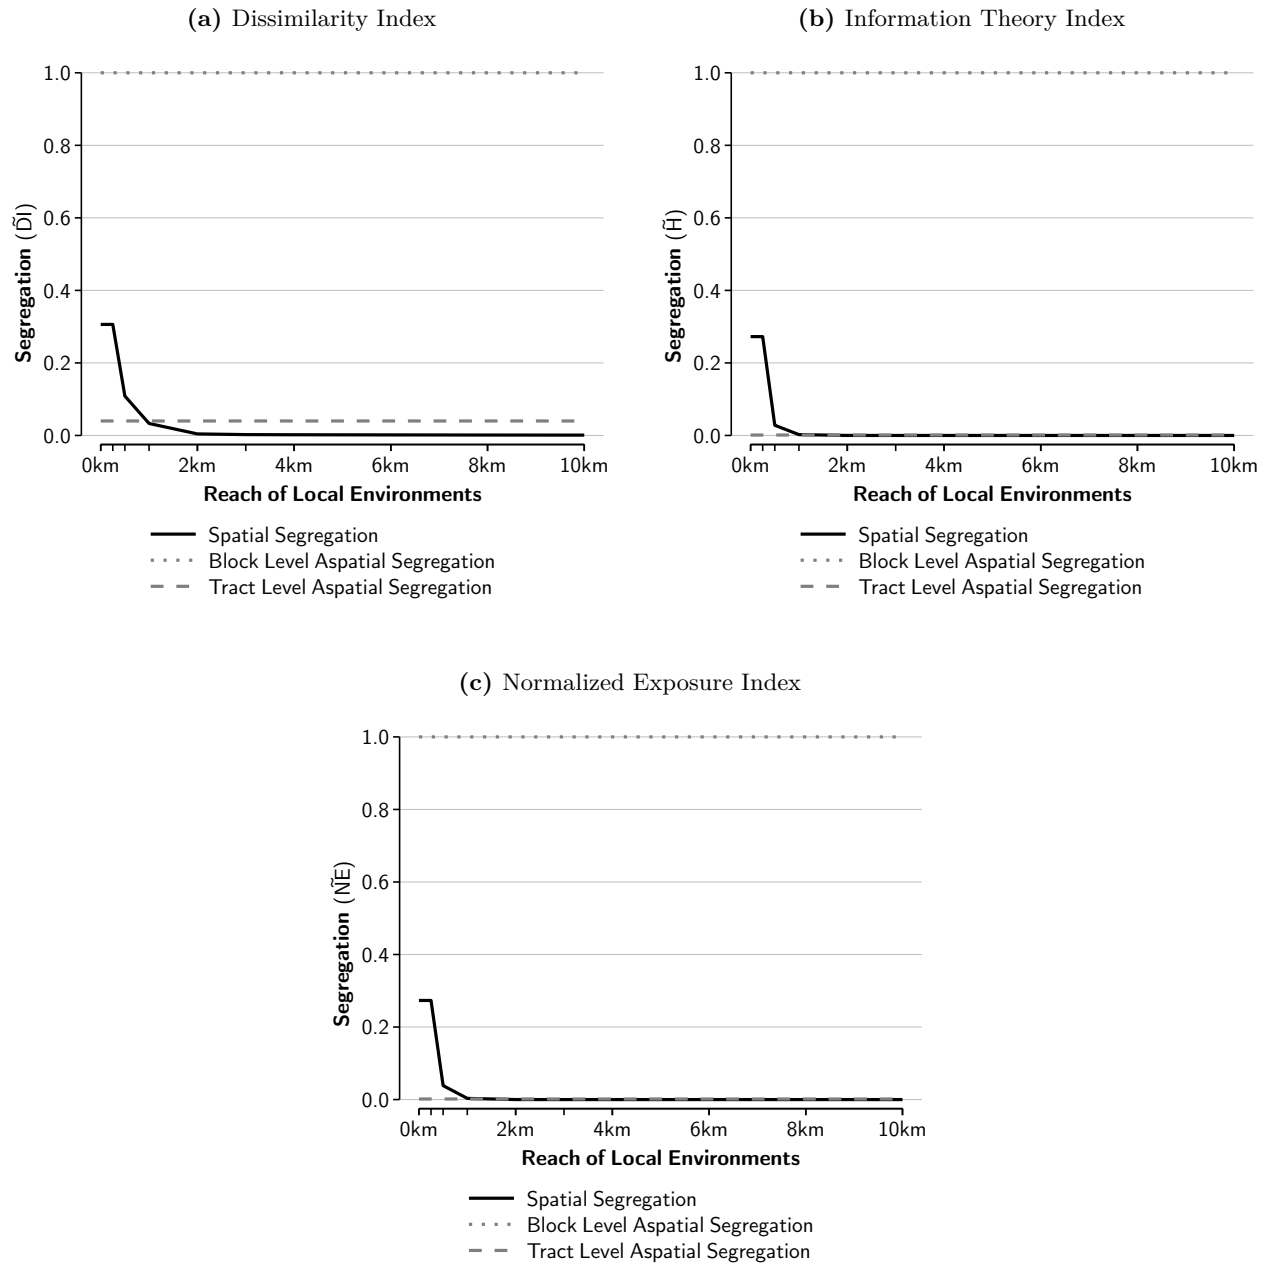 (a) Dissimilarity Index
1.0
0.8
0.6
0.4
0.2
0.0
Segregation (D̃I)
0km 2km 4km 6km 8km 10km
Reach of Local Environments
Spatial Segregation
Block Level Aspatial Segregation
Tract Level Aspatial Segregation
(b) Information Theory Index
1.0
0.8
0.6
0.4
0.2
0.0
Segregation (H̃)
0km 2km 4km 6km 8km 10km
Reach of Local Environments
Spatial Segregation
Block Level Aspatial Segregation
Tract Level Aspatial Segregation
(c) Normalized Exposure Index
1.0
0.8
0.6
0.4
0.2
0.0
Segregation (ÑE)
0km 2km 4km 6km 8km 10km
Reach of Local Environments
Spatial Segregation
Block Level Aspatial Segregation
Tract Level Aspatial Segregation